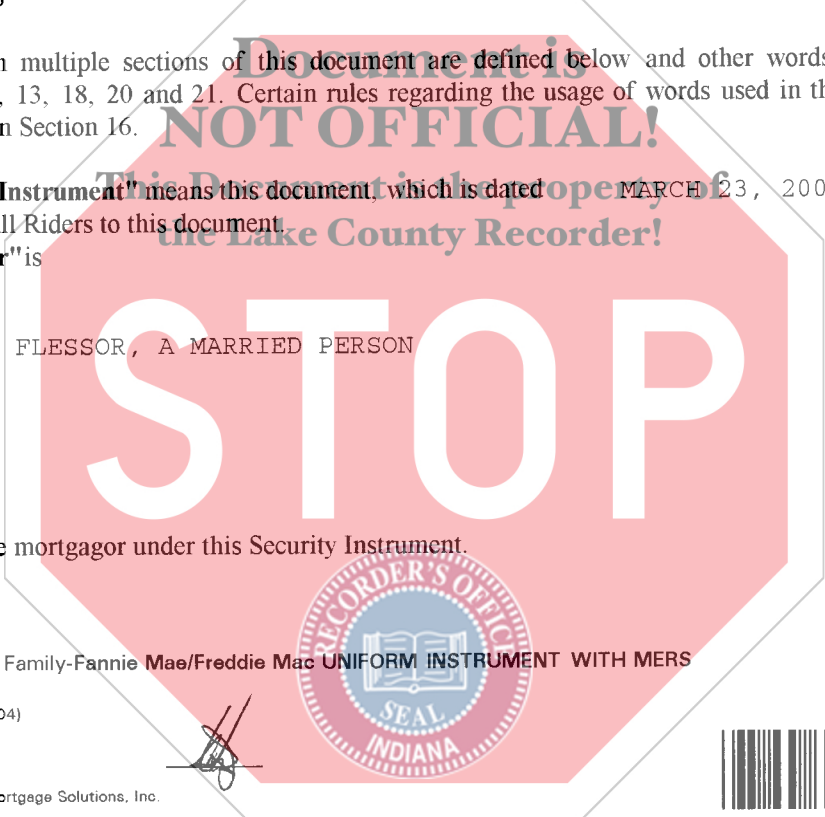 multiple sections of this document are defined below and other words
, 13, 18, 20 and 21. Certain rules regarding the usage of words used in
n Section 16.
Document is
NOT OFFICIAL!
This Document is the property of
the Lake County Recorder!
Instrument" means this document, which is dated MARCH 23, 200
ll Riders to this document.
r" is
FLESSOR, A MARRIED PERSON
STOP
e mortgagor under this Security Instrument.
RECORDER'S OFFICE
SEAL
INDIANA
Family-Fannie Mae/Freddie Mac UNIFORM INSTRUMENT WITH MERS
04)
ortgage Solutions, Inc.